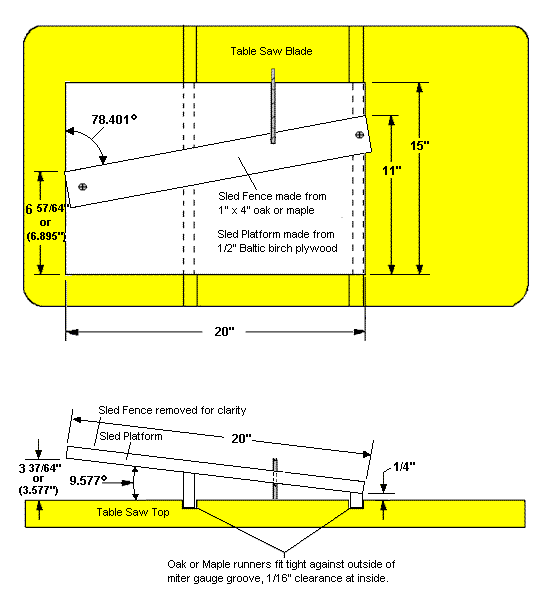 Table Saw Blade
78.401°
15"
11"
6 57/64"
or
(6.895")
Sled Fence made from
1" x 4" oak or maple
Sled Platform made from
1/2" Baltic birch plywood
20"
Sled Fence removed for clarity
Sled Platform
20"
3 37/64"
or
(3.577")
9.577°
1/4"
Table Saw Top
Oak or Maple runners fit tight against outside of
miter gauge groove, 1/16" clearance at inside.